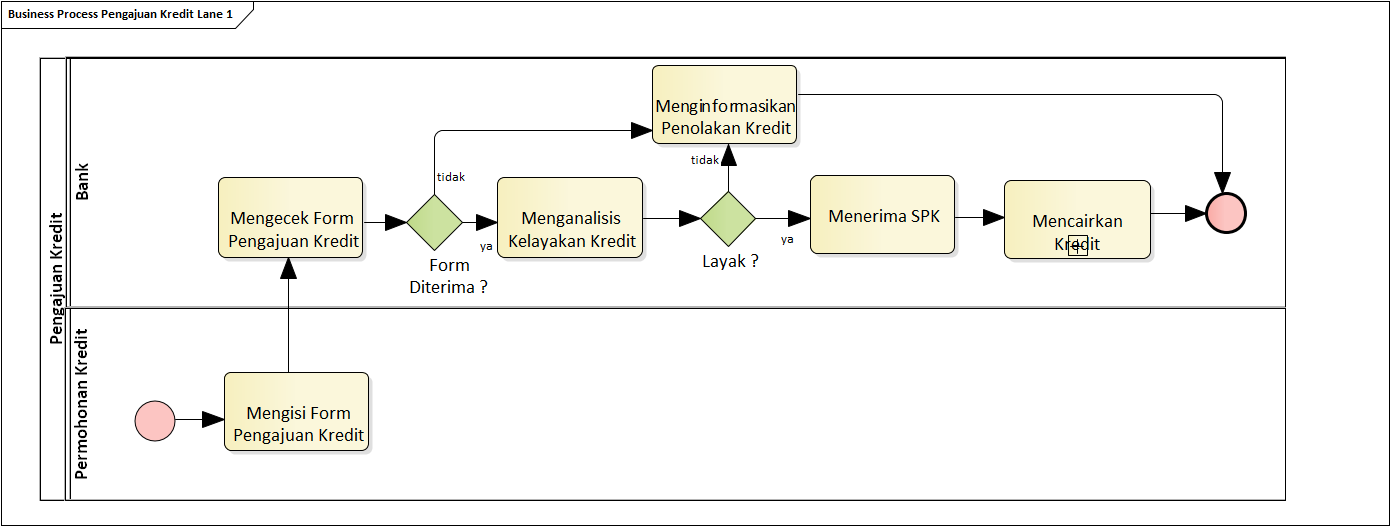 Business Process Pengajuan Kredit Lane 1
Pengajuan Kredit
Bank
Menginformasikan
Penolakan Kredit
tidak
tidak
Mengecek Form
Pengajuan Kredit
Form
Diterima ?
ya
Menganalisis
Kelayakan Kredit
Layak ?
ya
Menerima SPK
Mencairkan
Kredit
Permohonan Kredit
Mengisi Form
Pengajuan Kredit